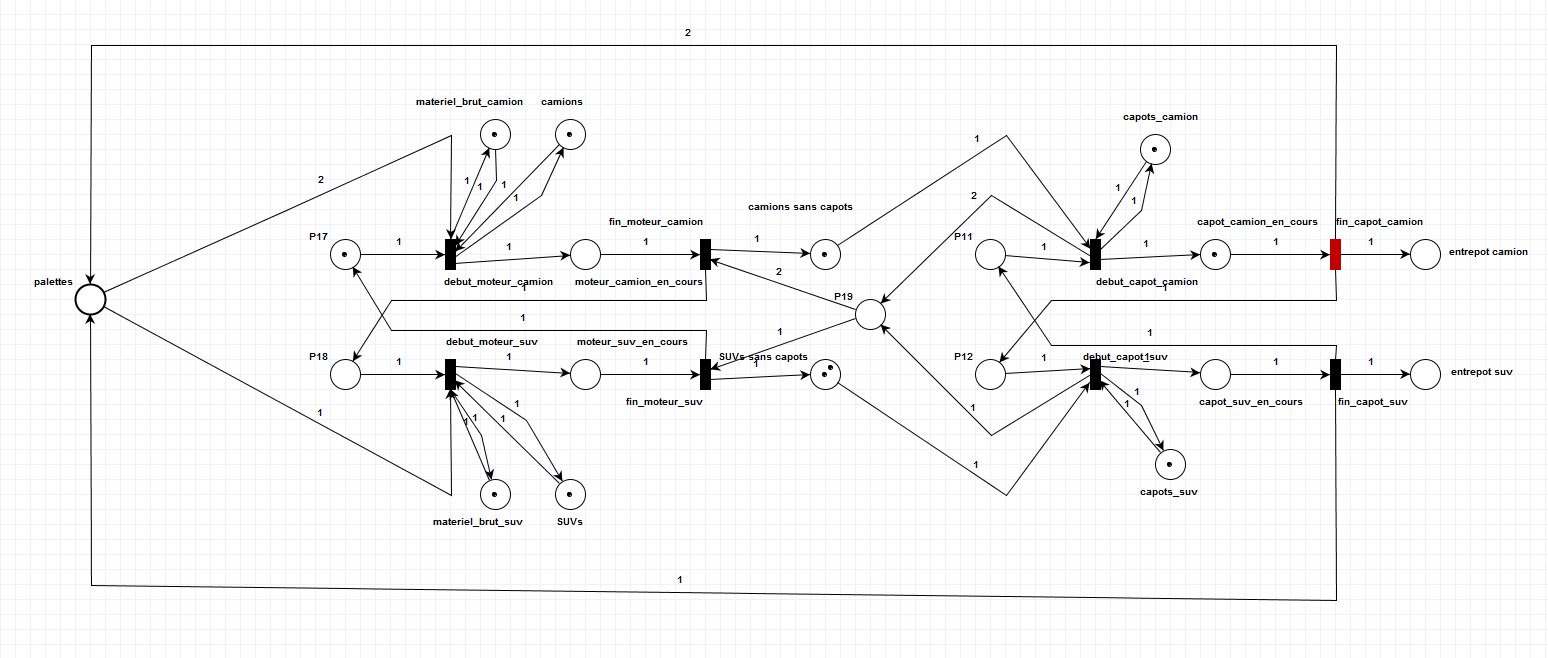 2
materiel_brut_camion
camions
capots_camion
1
2
1
1
1
1
1
2
1
1
camions sans capots
fin_moteur_camion
capot_camion_en_cours
fin_capot_camion
P17
1
1
1
1
P11
1
1
1
1
entrepot camion
palettes
debut_moteur_camion
moteur_camion_en_cours
2
debut_capot_camion
1
1
P19
1
1
1
debut_moteur_suv
moteur_suv_en_cours
P18
1
1
1
SUVs sans capots
1
P12
1
debut_capot_suv
1
1
1
entrepot suv
fin_moteur_suv
capot_suv_en_cours
fin_capot_suv
1
1
1
1
1
1
1
1
1
capots_suv
materiel_brut_suv
SUVs
1